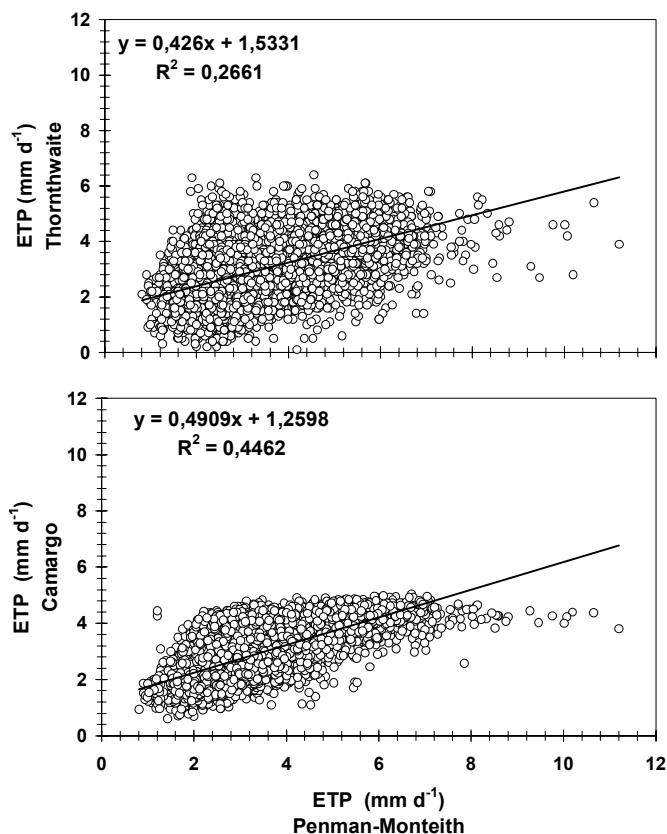 12
y = 0,426x + 1,5331
R² = 0,2661
10
8
6
4
2
0
ETP (mm d⁻¹)
Thornthwaite
12
y = 0,4909x + 1,2598
R² = 0,4462
10
8
6
4
2
0
ETP (mm d⁻¹)
Camargo
0 2 4 6 8 10 12
ETP (mm d⁻¹)
Penman-Monteith